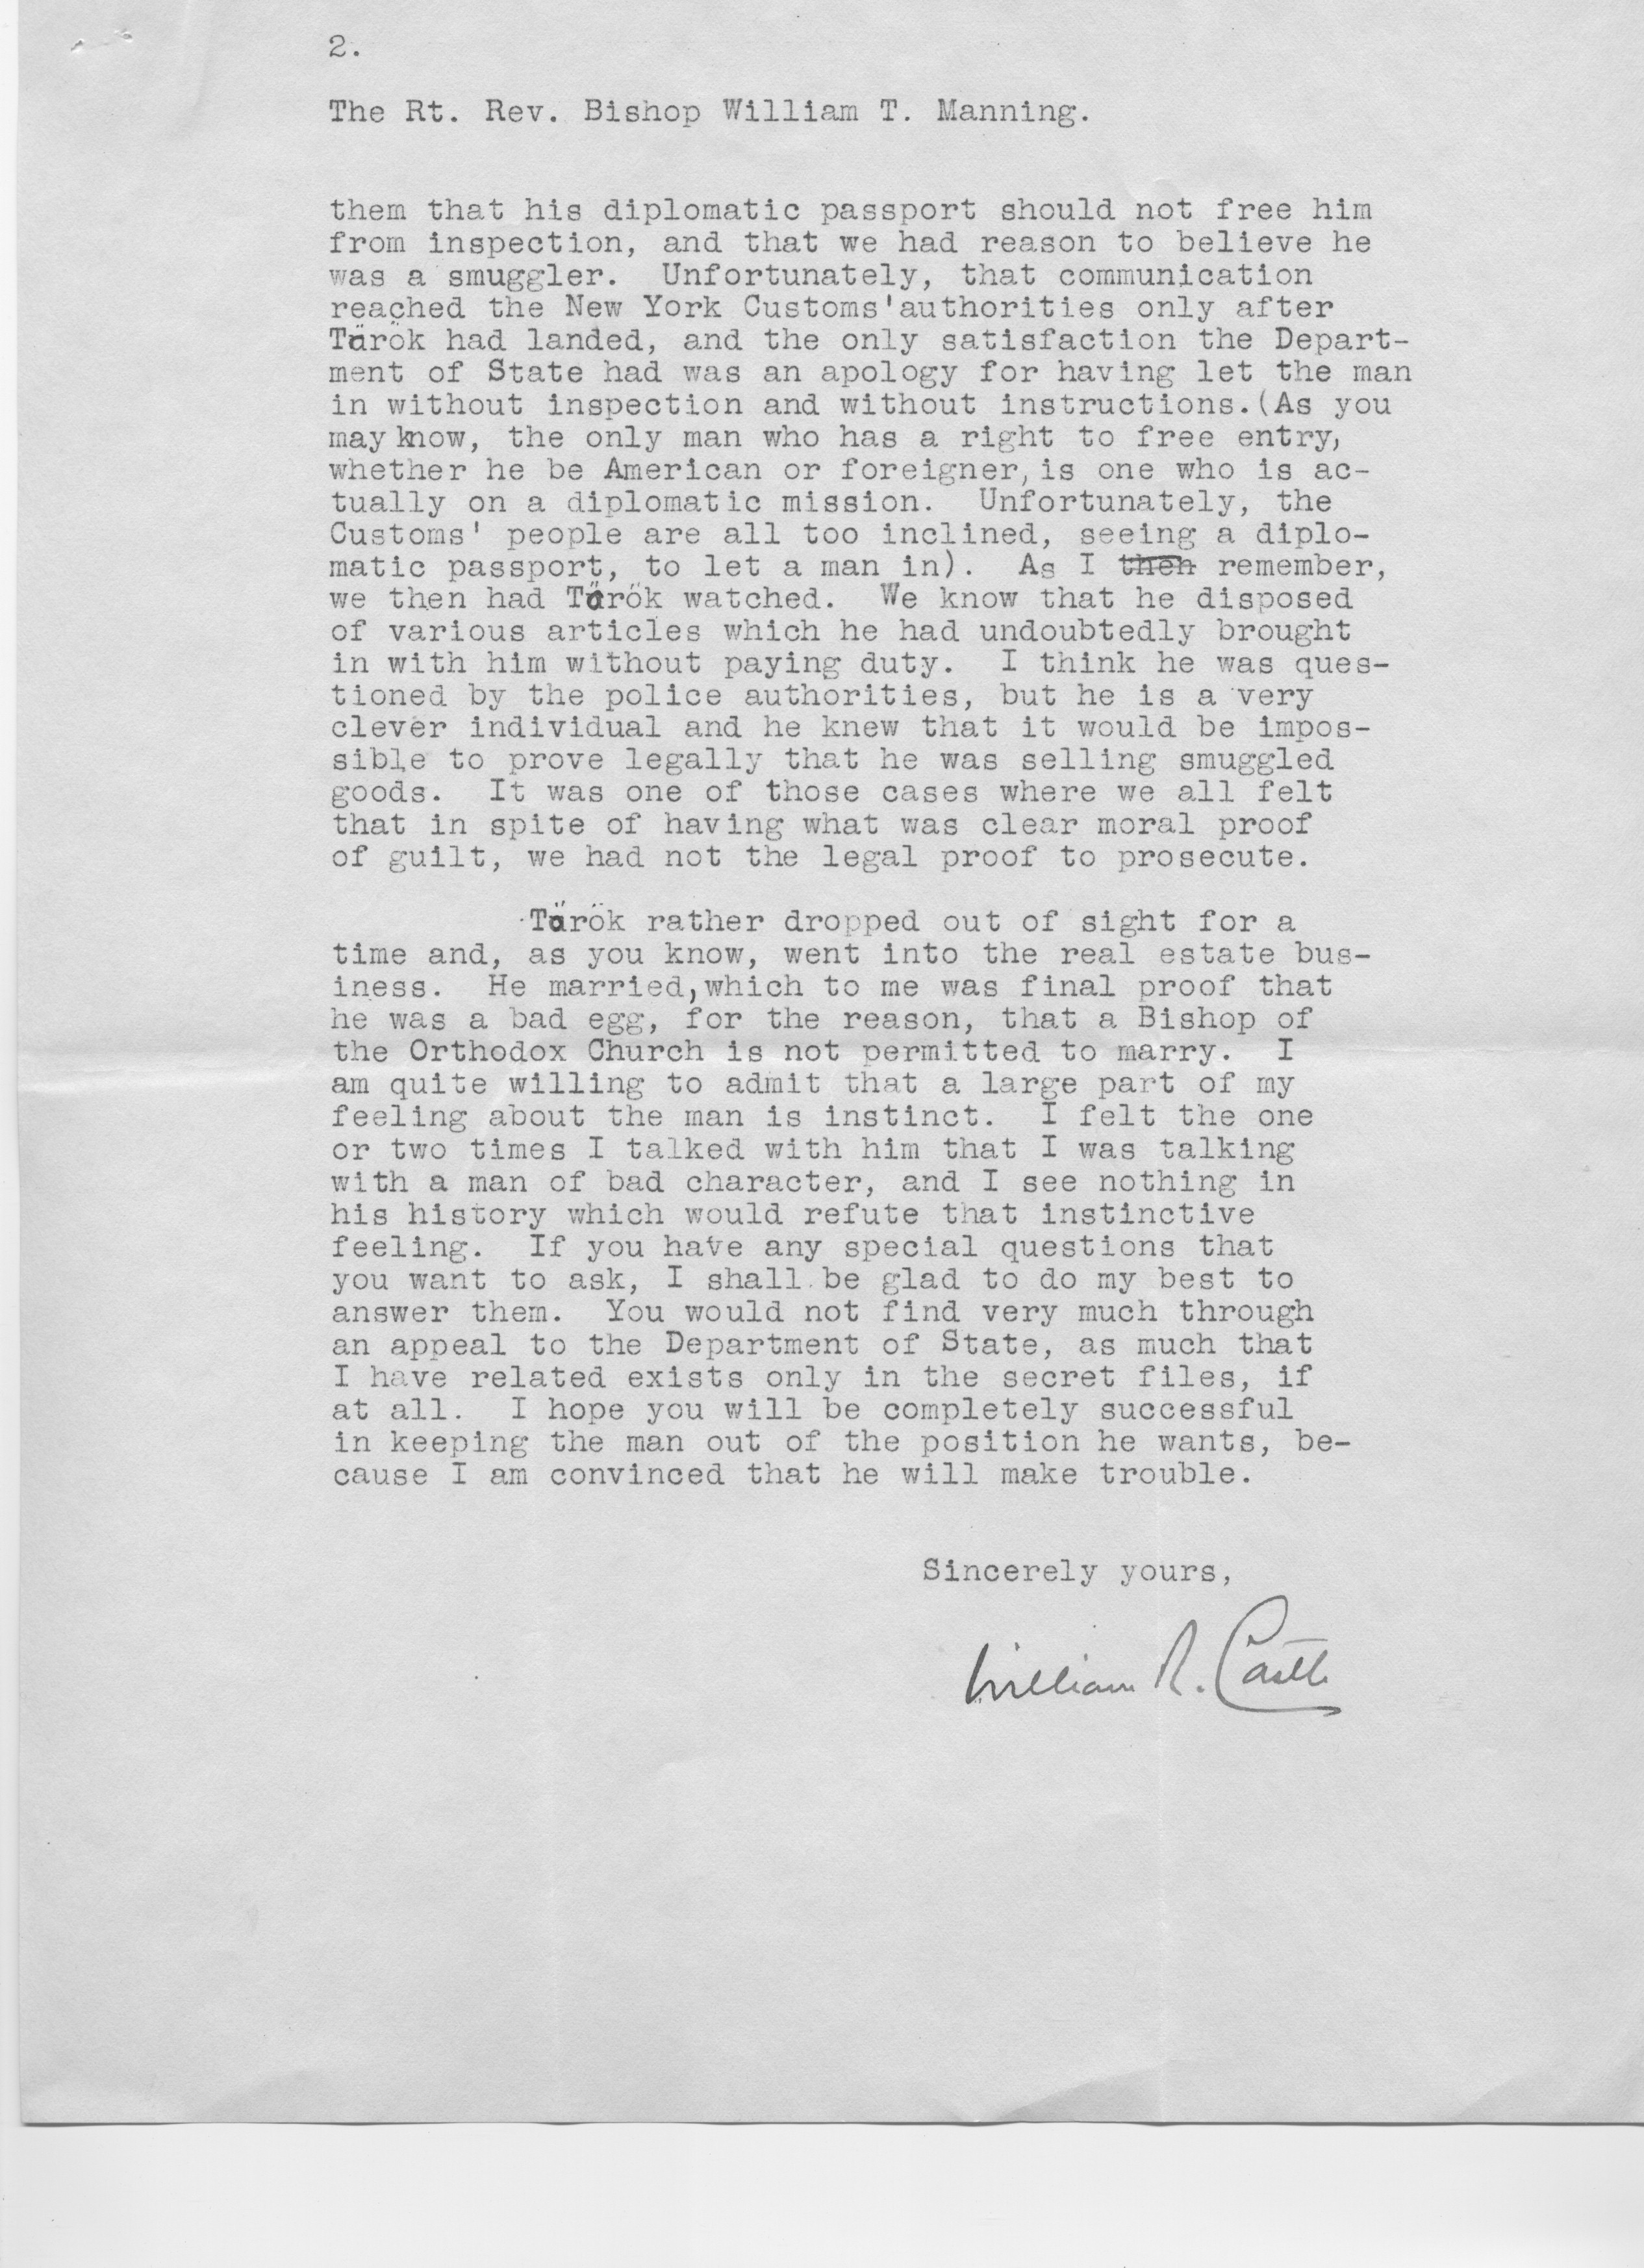 2.
The Rt. Rev. Bishop William T. Manning.
them that his diplomatic passport should not free him
from inspection, and that we had reason to believe he
was a smuggler.  Unfortunately, that communication
reached the New York Customs'authorities only after
Török had landed, and the only satisfaction the Depart-
ment of State had was an apology for having let the man
in without inspection and without instructions.(As you
may know, the only man who has a right to free entry,
whether he be American or foreigner, is one who is ac-
tually on a diplomatic mission.  Unfortunately, the
Customs' people are all too inclined, seeing a diplo-
matic passport, to let a man in).  As I then remember,
we then had Török watched.  We know that he disposed
of various articles which he had undoubtedly brought
in with him without paying duty.  I think he was ques-
tioned by the police authorities, but he is a very
clever individual and he knew that it would be impos-
sible to prove legally that he was selling smuggled
goods.  It was one of those cases where we all felt
that in spite of having what was clear moral proof
of guilt, we had not the legal proof to prosecute.
Török rather dropped out of sight for a
time and, as you know, went into the real estate bus-
iness.  He married,which to me was final proof that
he was a bad egg, for the reason, that a Bishop of
the Orthodox Church is not permitted to marry.  I
am quite willing to admit that a large part of my
feeling about the man is instinct.  I felt the one
or two times I talked with him that I was talking
with a man of bad character, and I see nothing in
his history which would refute that instinctive
feeling.  If you have any special questions that
you want to ask, I shall be glad to do my best to
answer them.  You would not find very much through
an appeal to the Department of State, as much that
I have related exists only in the secret files, if
at all.  I hope you will be completely successful
in keeping the man out of the position he wants, be-
cause I am convinced that he will make trouble.
Sincerely yours,
William R. Castle